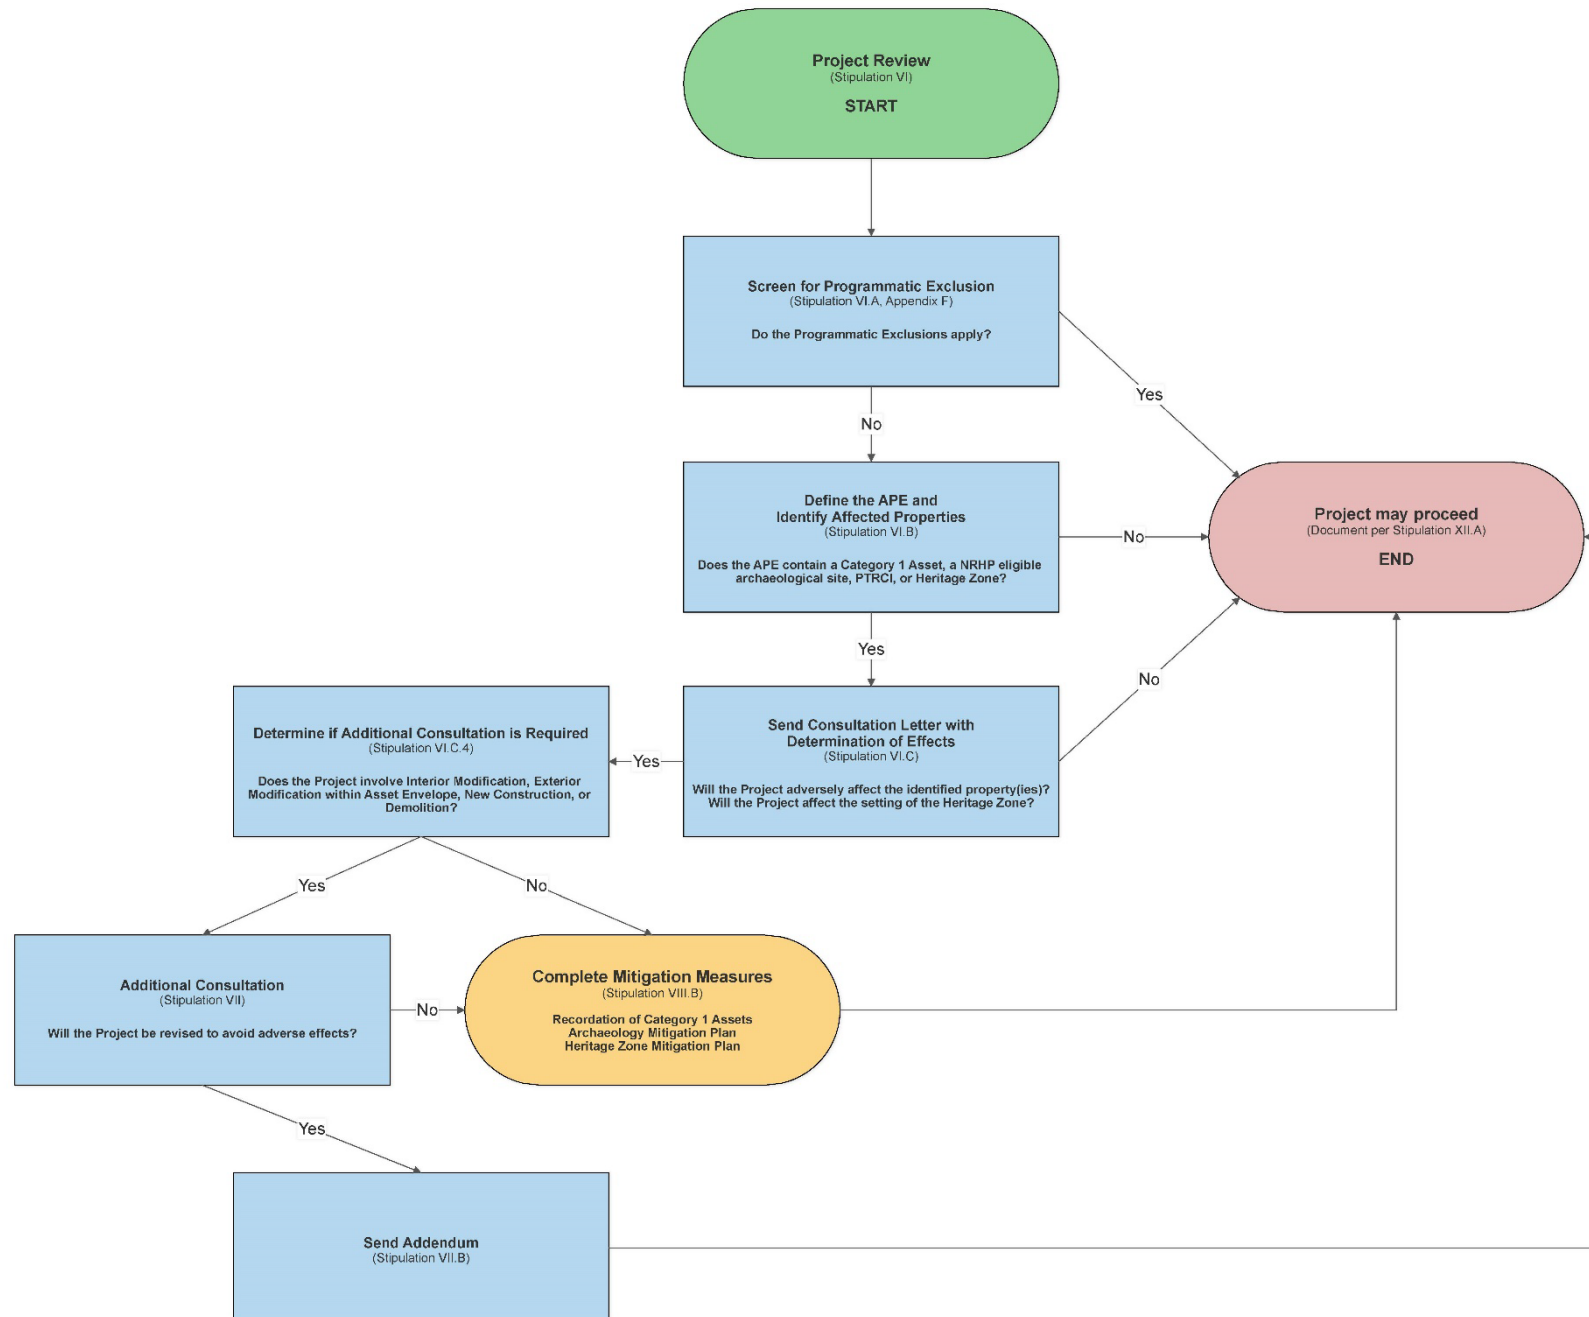 Project Review
(Stipulation VI)
START
Screen for Programmatic Exclusion
(Stipulation VI.A, Appendix F)
Do the Programmatic Exclusions apply?
Yes
No
Define the APE and
Identify Affected Properties
(Stipulation VI.B)
Does the APE contain a Category 1 Asset, a NRHP eligible
archaeological site, PTRCI, or Heritage Zone?
No
Project may proceed
(Document per Stipulation XII.A)
END
Yes
No
Send Consultation Letter with
Determination of Effects
(Stipulation VI.C)
Will the Project adversely affect the identified property(ies)?
Will the Project affect the setting of the Heritage Zone?
Yes
Determine if Additional Consultation is Required
(Stipulation VI.C.4)
Does the Project involve Interior Modification, Exterior
Modification within Asset Envelope, New Construction, or
Demolition?
Yes
No
Additional Consultation
(Stipulation VII)
Will the Project be revised to avoid adverse effects?
No
Complete Mitigation Measures
(Stipulation VIII.B)
Recordation of Category 1 Assets
Archaeology Mitigation Plan
Heritage Zone Mitigation Plan
Yes
Send Addendum
(Stipulation VII.B)